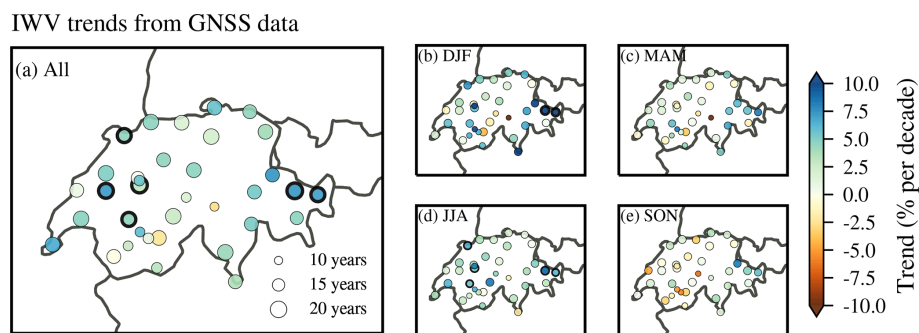 IWV trends from GNSS data
(a) All
10 years
15 years
20 years
(b) DJF
(c) MAM
(d) JJA
(e) SON
10.0
7.5
5.0
2.5
0.0
-2.5
-5.0
-7.5
-10.0
Trend (% per decade)